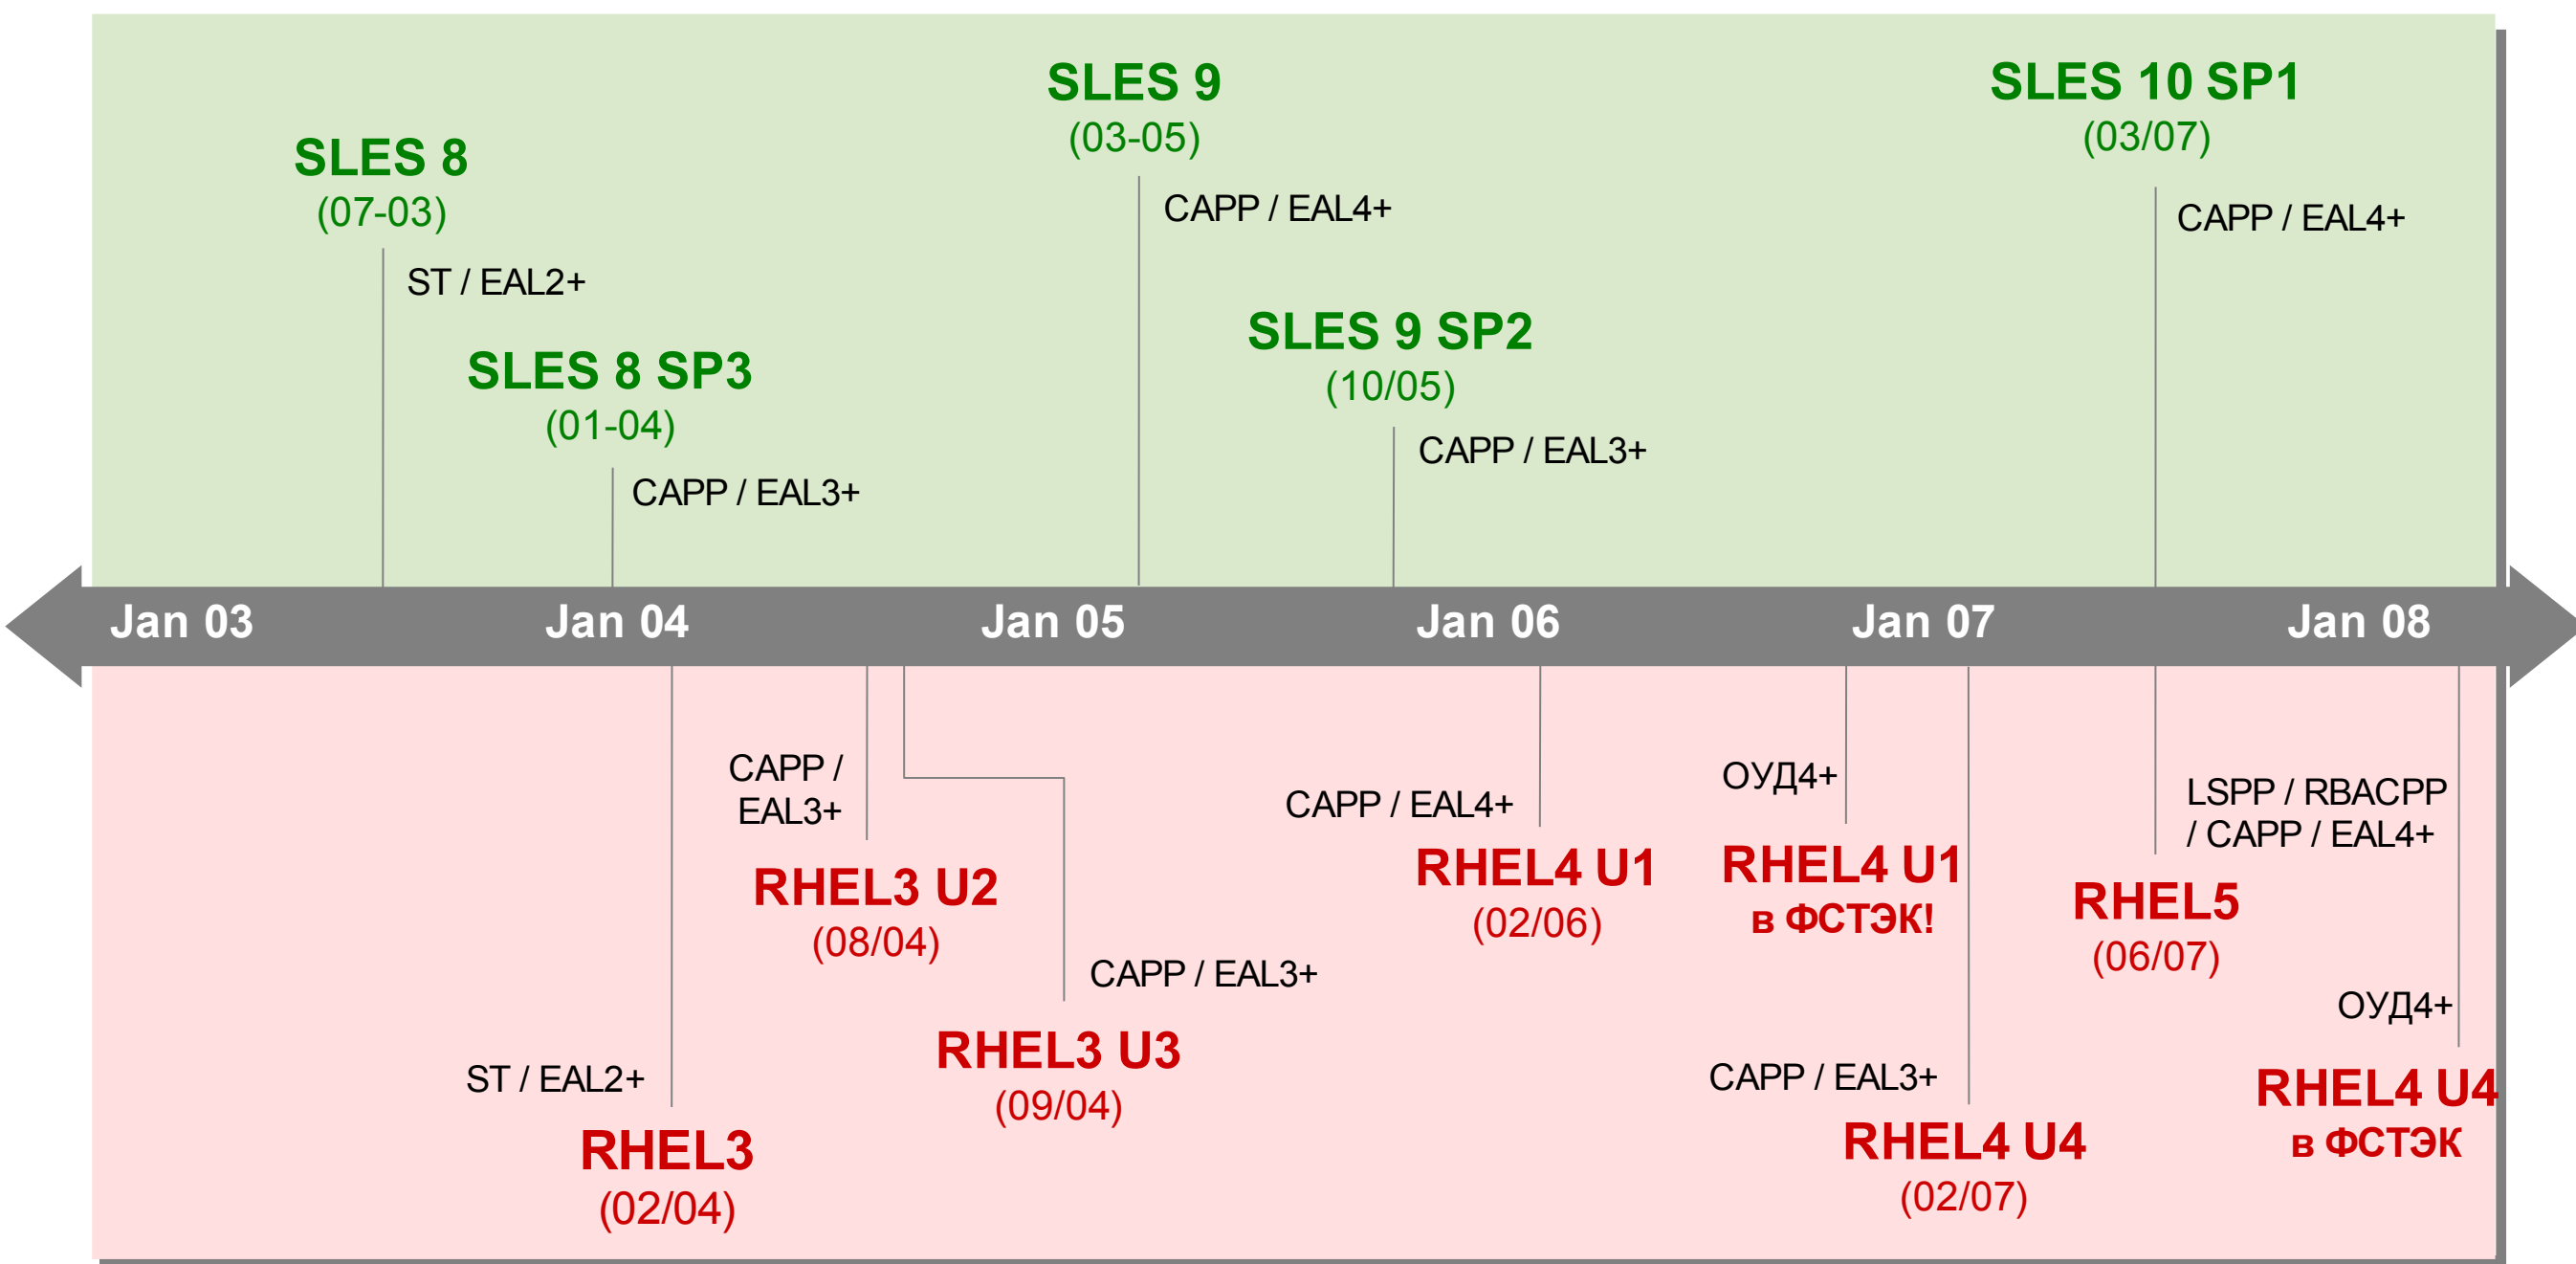 SLES 8
(07-03)
ST / EAL2+
SLES 8 SP3
(01-04)
CAPP / EAL3+
SLES 9
(03-05)
CAPP / EAL4+
SLES 9 SP2
(10/05)
CAPP / EAL3+
SLES 10 SP1
(03/07)
CAPP / EAL4+
Jan 03
Jan 04
Jan 05
Jan 06
Jan 07
Jan 08
ST / EAL2+
RHEL3
(02/04)
CAPP /
EAL3+
RHEL3 U2
(08/04)
CAPP / EAL3+
RHEL3 U3
(09/04)
CAPP / EAL4+
RHEL4 U1
(02/06)
ОУД4+
RHEL4 U1
в ФСТЭК!
CAPP / EAL3+
RHEL4 U4
(02/07)
LSPP / RBACPP
/ CAPP / EAL4+
RHEL5
(06/07)
ОУД4+
RHEL4 U4
в ФСТЭК